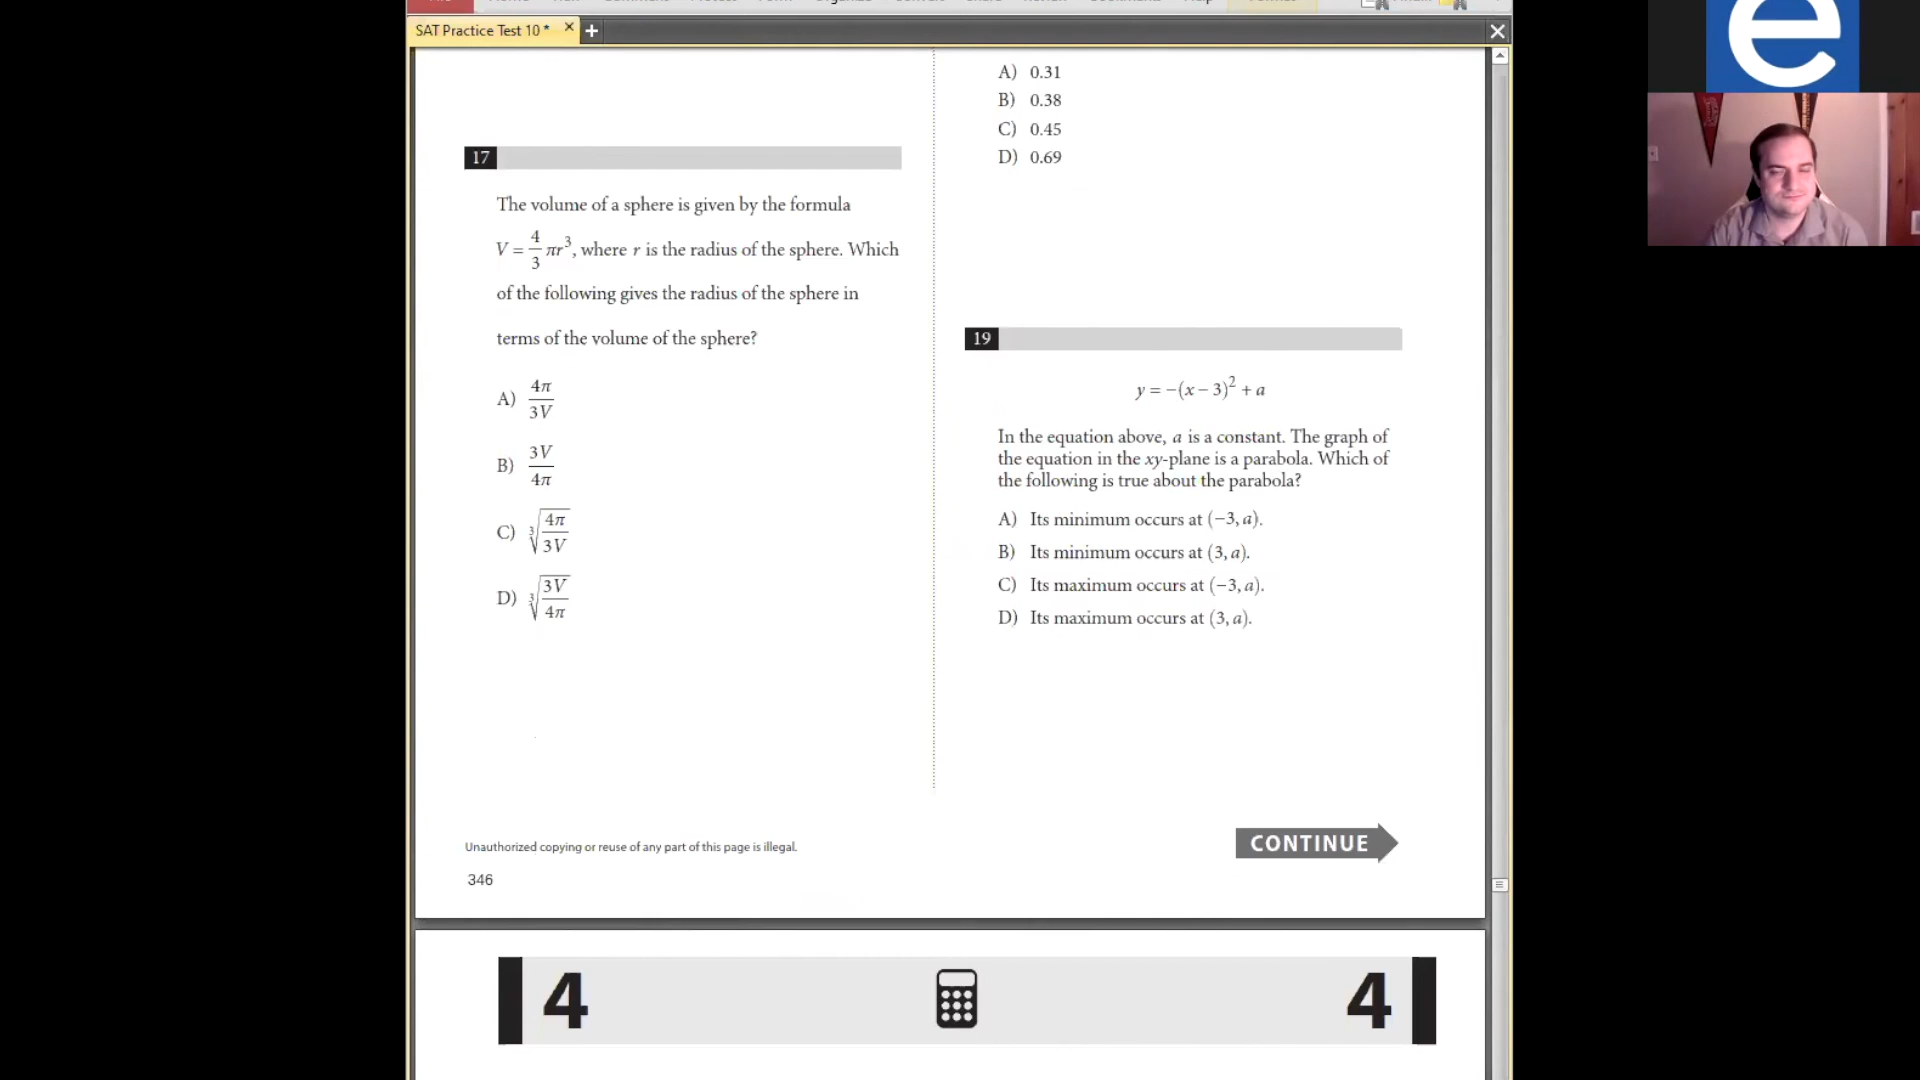 SAT Practice Test 10 *
17
The volume of a sphere is given by the formula
V = 4/3 πr³, where r is the radius of the sphere. Which
of the following gives the radius of the sphere in
terms of the volume of the sphere?
A) 4π/3V
B) 3V/4π
C) ∛(4π/3V)
D) ∛(3V/4π)
A) 0.31
B) 0.38
C) 0.45
D) 0.69
19
y = −(x − 3)² + a
In the equation above, a is a constant. The graph of
the equation in the xy-plane is a parabola. Which of
the following is true about the parabola?
A) Its minimum occurs at (−3, a).
B) Its minimum occurs at (3, a).
C) Its maximum occurs at (−3, a).
D) Its maximum occurs at (3, a).
Unauthorized copying or reuse of any part of this page is illegal.
CONTINUE
346
4
4
e